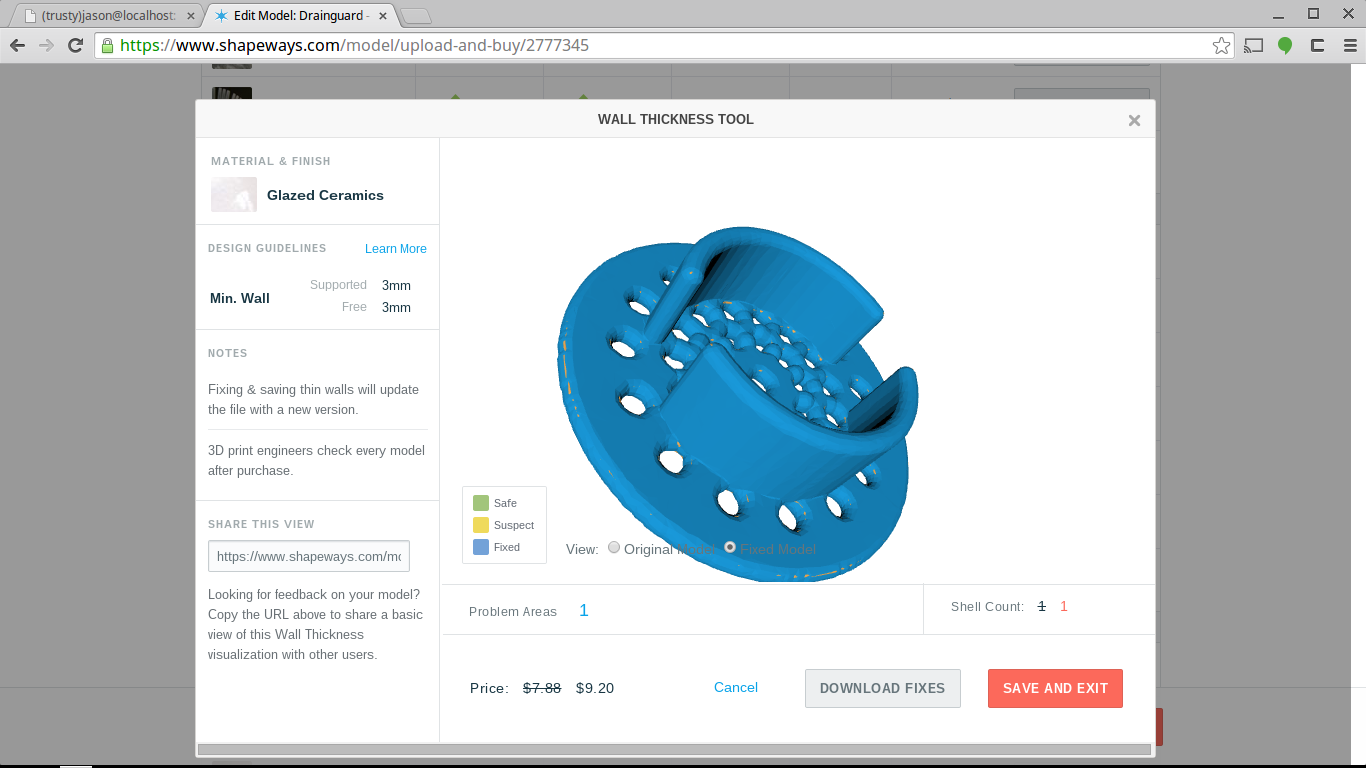 (trusty)jason@localhost:
Edit Model: Drainguard -
https://www.shapeways.com/model/upload-and-buy/2777345
WALL THICKNESS TOOL
MATERIAL & FINISH
Glazed Ceramics
DESIGN GUIDELINES
Learn More
Min. Wall
Supported 3mm
Free 3mm
NOTES
Fixing & saving thin walls will update
the file with a new version.
3D print engineers check every model
after purchase.
SHARE THIS VIEW
https://www.shapeways.com/mo
Looking for feedback on your model?
Copy the URL above to share a basic
view of this Wall Thickness
visualization with other users.
Safe
Suspect
Fixed
View: Original Model Fixed Model
Problem Areas 1
Shell Count: 1 1
Price: $7.88 $9.20
Cancel
DOWNLOAD FIXES
SAVE AND EXIT